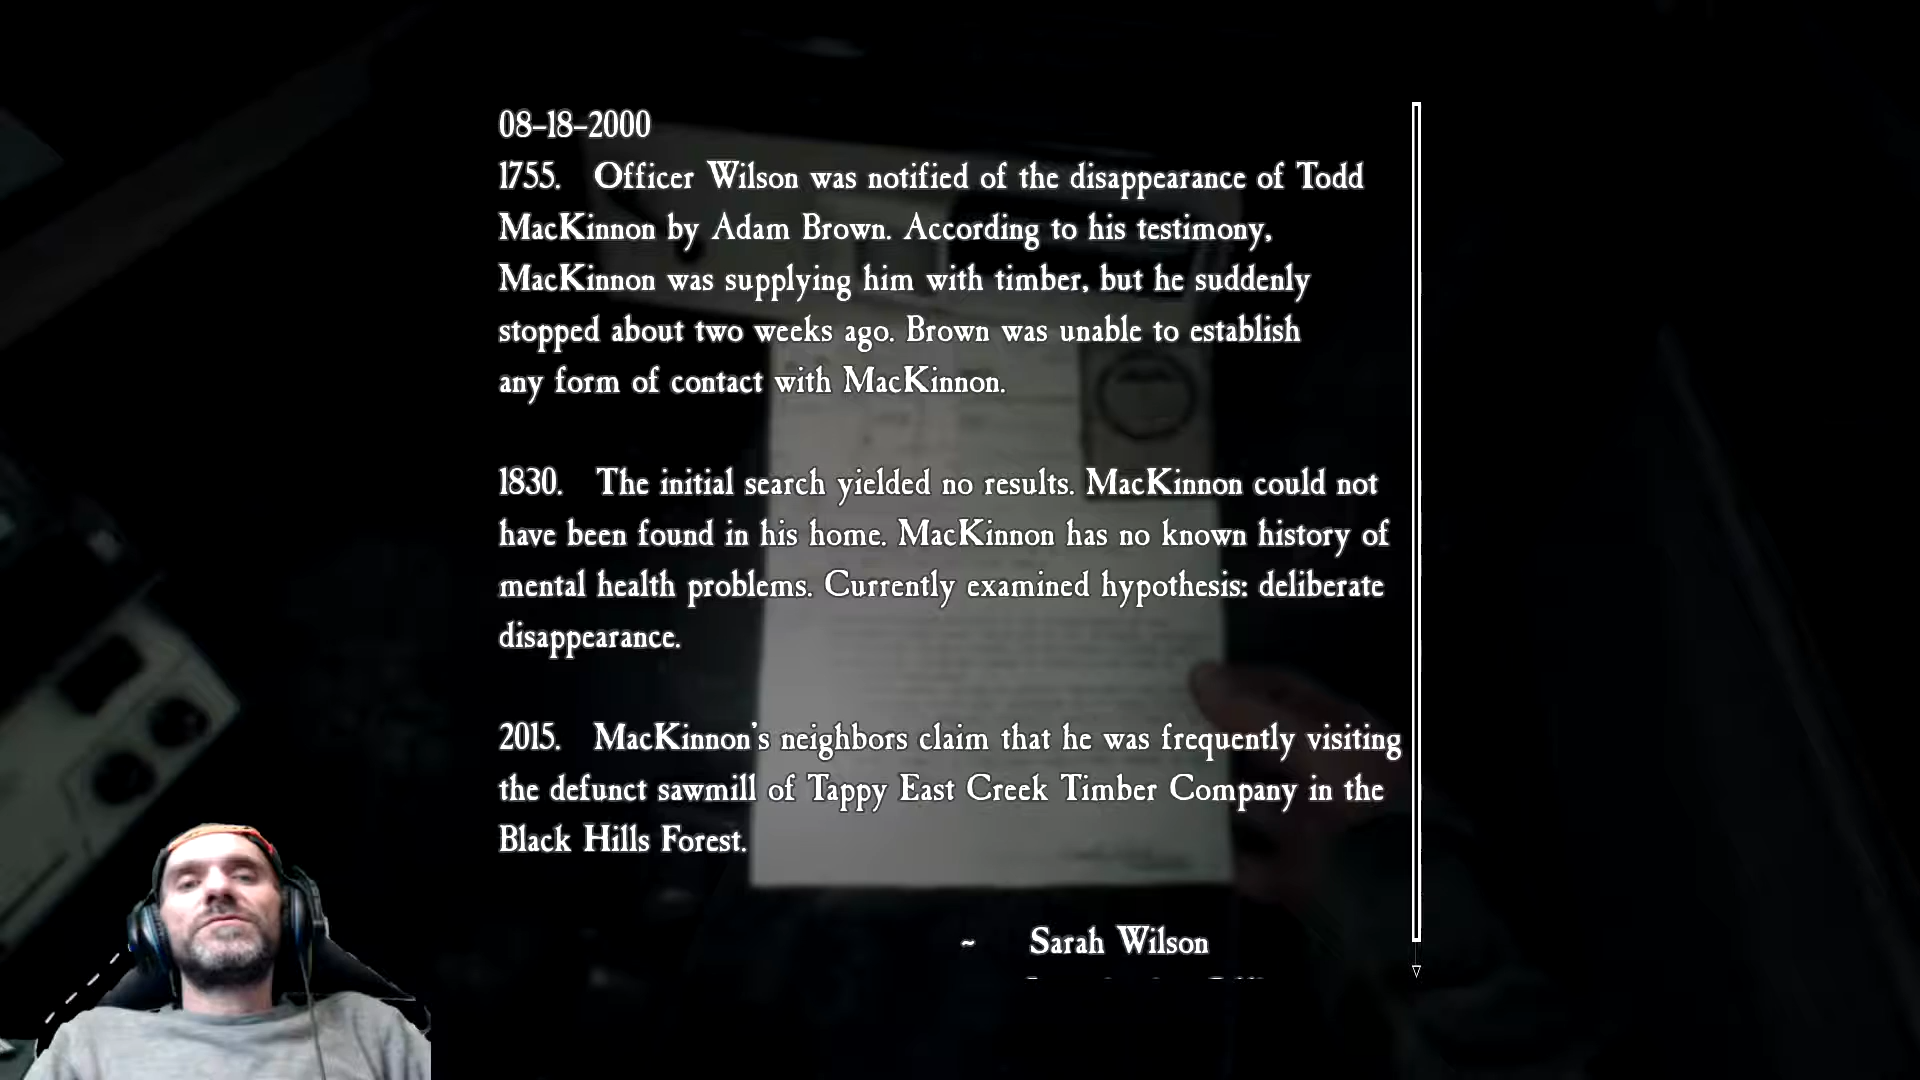 08-18-2000
1755. Officer Wilson was notified of the disappearance of Todd
MacKinnon by Adam Brown. According to his testimony,
MacKinnon was supplying him with timber, but he suddenly
stopped about two weeks ago. Brown was unable to establish
any form of contact with MacKinnon.
1830. The initial search yielded no results. MacKinnon could not
have been found in his home. MacKinnon has no known history of
mental health problems. Currently examined hypothesis: deliberate
disappearance.
2015. MacKinnon's neighbors claim that he was frequently visiting
the defunct sawmill of Tappy East Creek Timber Company in the
Black Hills Forest.
~ Sarah Wilson